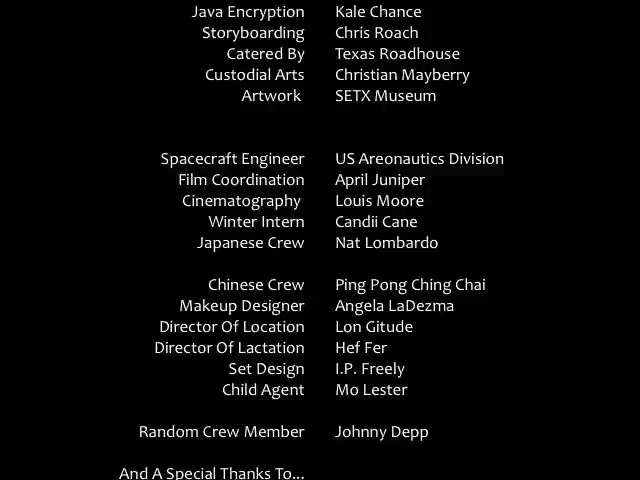 Java Encryption Kale Chance
Storyboarding Chris Roach
Catered By Texas Roadhouse
Custodial Arts Christian Mayberry
Artwork SETX Museum
Spacecraft Engineer US Areonautics Division
Film Coordination April Juniper
Cinematography Louis Moore
Winter Intern Candii Cane
Japanese Crew Nat Lombardo
Chinese Crew Ping Pong Ching Chai
Makeup Designer Angela LaDezma
Director Of Location Lon Gitude
Director Of Lactation Hef Fer
Set Design I.P. Freely
Child Agent Mo Lester
Random Crew Member Johnny Depp
And A Special Thanks To...